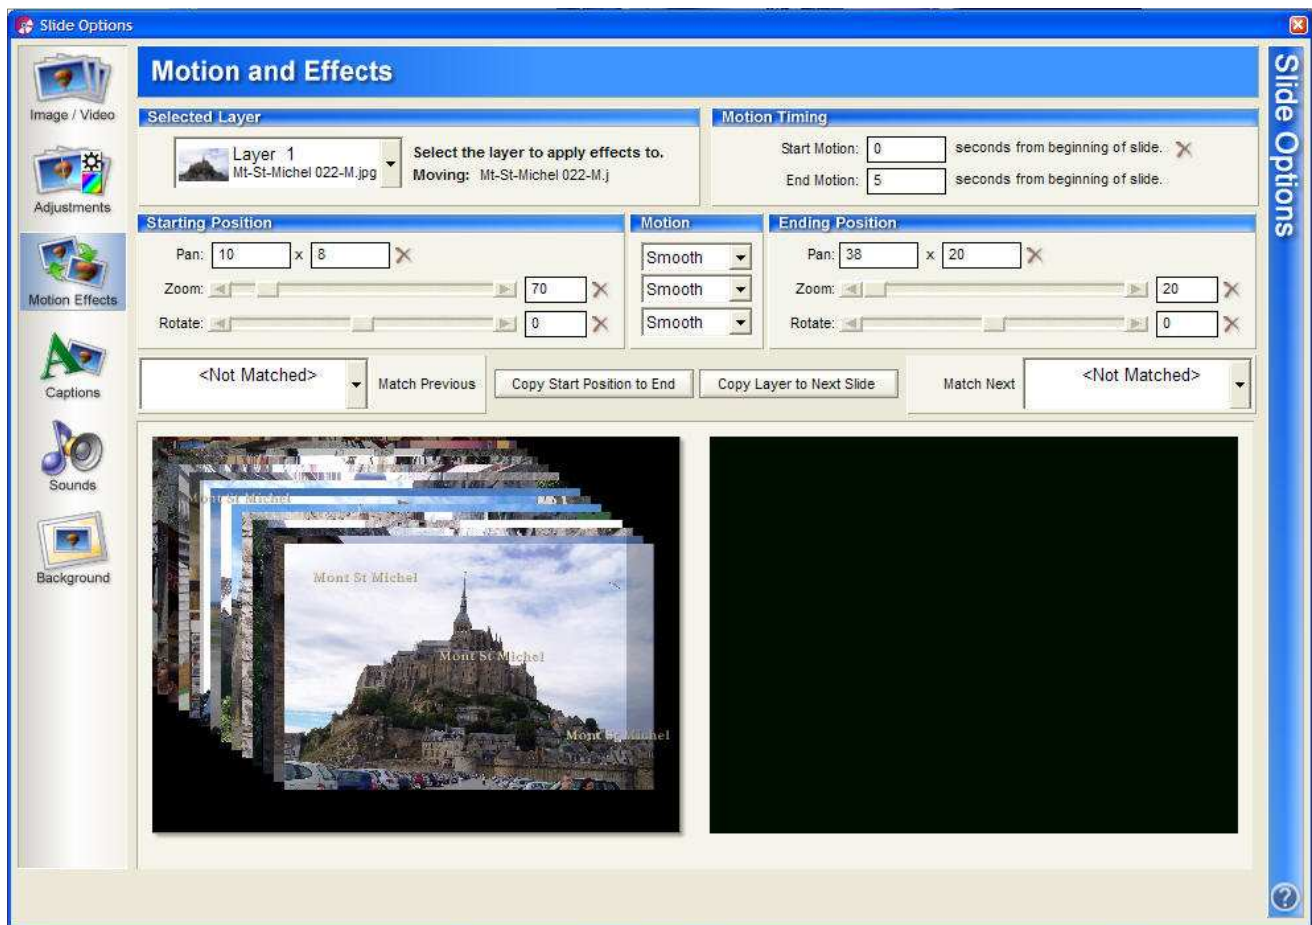 Slide Options
Image / Video
Adjustments
Motion Effects
Captions
Sounds
Background
Motion and Effects
Selected Layer
Layer 1
Mt-St-Michel 022-M.jpg
Select the layer to apply effects to.
Moving: Mt-St-Michel 022-M.j
Motion Timing
Start Motion: 0 seconds from beginning of slide.
End Motion: 5 seconds from beginning of slide.
Starting Position
Pan: 10 x 8
Zoom: 70
Rotate: 0
Motion
Smooth
Smooth
Smooth
Ending Position
Pan: 38 x 20
Zoom: 20
Rotate: 0
<Not Matched>
Match Previous
Copy Start Position to End
Copy Layer to Next Slide
Match Next
<Not Matched>
Mont St Michel
Mont St Michel
Mont St Michel
Mont St Michel
Slide Options
?